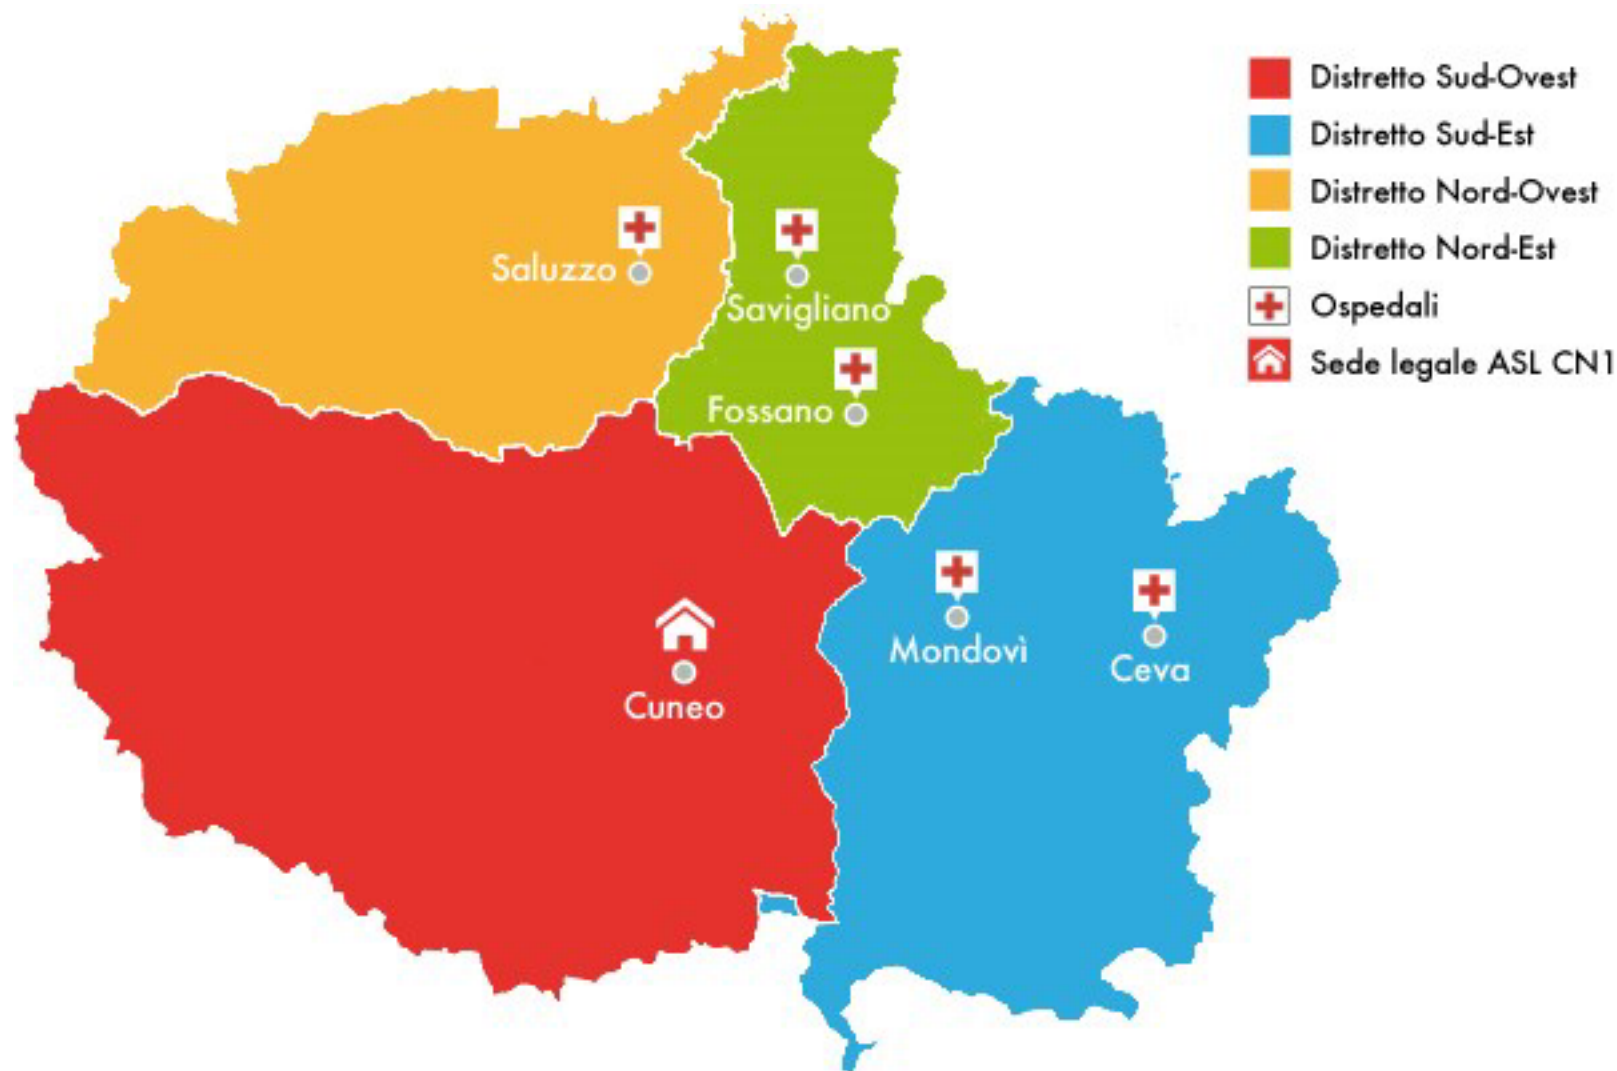 Distretto Sud-Ovest
Distretto Sud-Est
Distretto Nord-Ovest
Distretto Nord-Est
Ospedali
Sede legale ASL CN1
Saluzzo
Savigliano
Fossano
Mondovì
Ceva
Cuneo